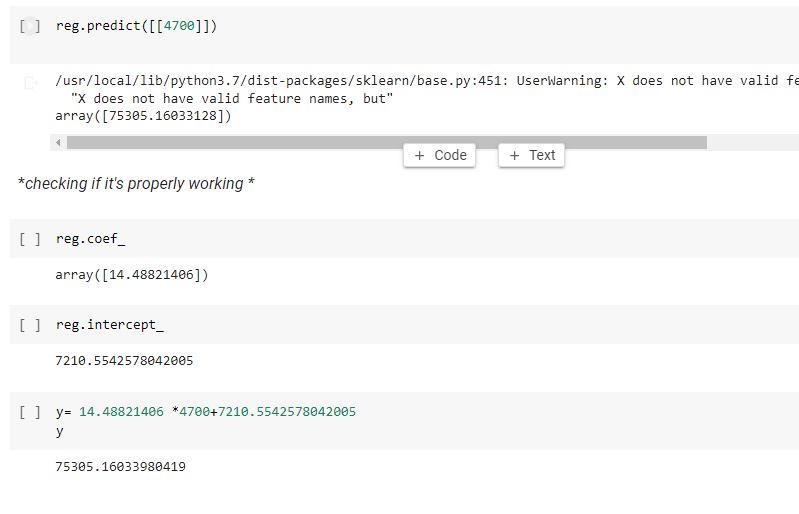 [ ] reg.predict([[4700]])
/usr/local/lib/python3.7/dist-packages/sklearn/base.py:451: UserWarning: X does not have valid fe
"X does not have valid feature names, but"
array([75305.16033128])
+ Code + Text
*checking if it's properly working *
[ ] reg.coef_
array([14.48821406])
[ ] reg.intercept_
7210.5542578042005
[ ] y= 14.48821406 *4700+7210.5542578042005
y
75305.16033980419